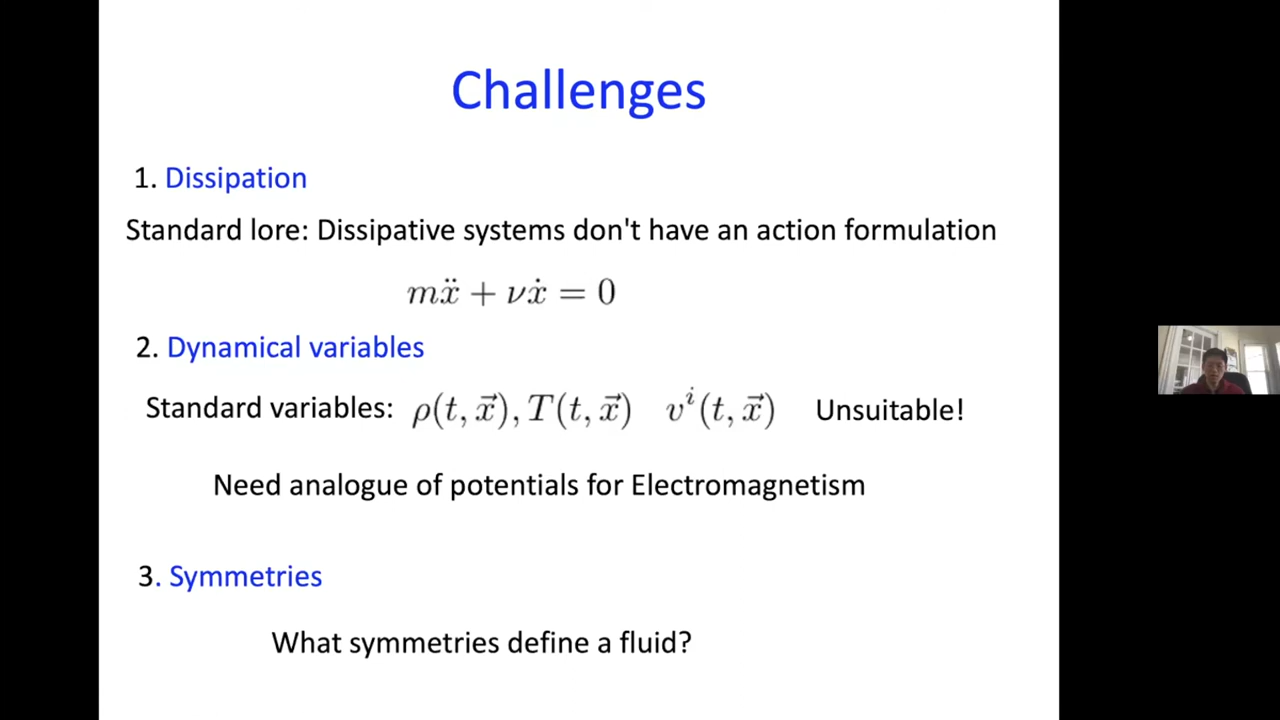 Challenges
1. Dissipation
Standard lore: Dissipative systems don't have an action formulation
mẍ + νẋ = 0
2. Dynamical variables
Standard variables: ρ(t, x⃗), T(t, x⃗) vⁱ(t, x⃗) Unsuitable!
Need analogue of potentials for Electromagnetism
3. Symmetries
What symmetries define a fluid?